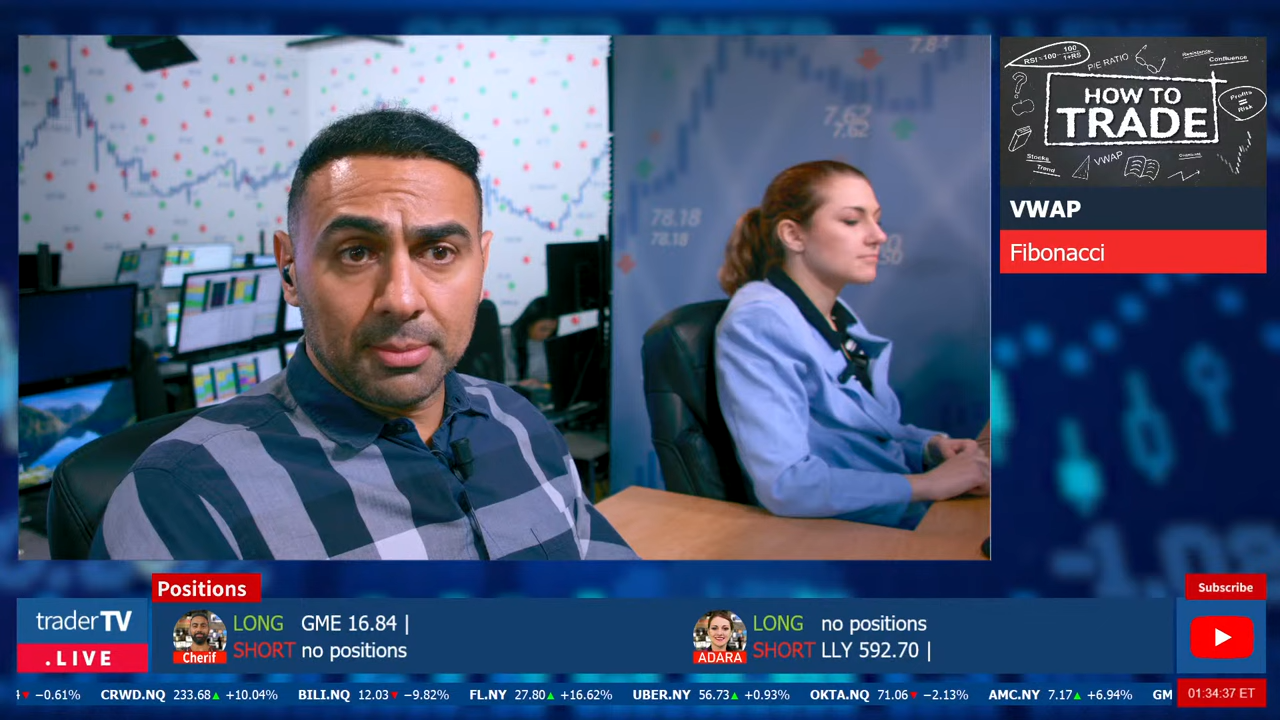 7.84
7.62
7.62
78.18
78.18
RSI=100- 100
1+RS
P/E RATIO
Resistance
Confluence
HOW TO
TRADE
Profits
=
Risk
Stocks
Trend
VWAP
VWAP
Fibonacci
-1.03
Positions
Subscribe
traderTV
.LIVE
Cherif
LONG GME 16.84 |
SHORT no positions
ADARA
LONG no positions
SHORT LLY 592.70 |
▼ −0.61% CRWD.NQ 233.68▲ +10.04% BILI.NQ 12.03▼ −9.82% FL.NY 27.80▲ +16.62% UBER.NY 56.73▲ +0.93% OKTA.NQ 71.06▼ −2.13% AMC.NY 7.17▲ +6.94% GM
01:34:37 ET